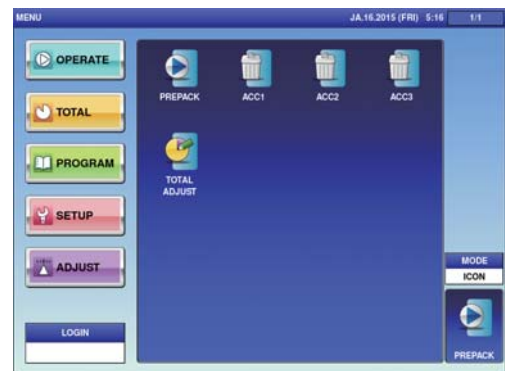 MENU
JA.16.2015 (FRI) 5:16 1/1
OPERATE
TOTAL
PROGRAM
SETUP
ADJUST
LOGIN
PREPACK
ACC1
ACC2
ACC3
TOTAL
ADJUST
MODE
ICON
PREPACK